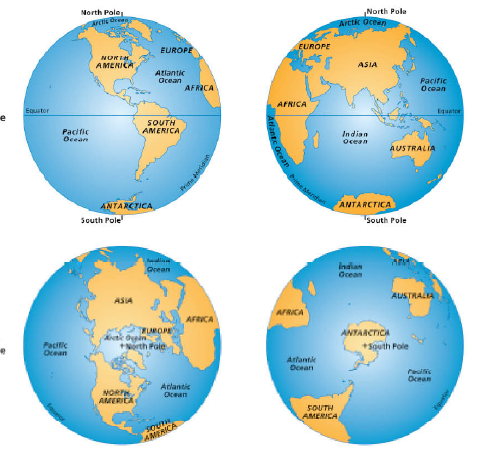 North Pole
Arctic Ocean
EUROPE
NORTH
AMERICA
Atlantic
Ocean
AFRICA
Equator
e
Pacific
Ocean
SOUTH
AMERICA
Prime Meridian
ANTARCTICA
South Pole
North Pole
Arctic Ocean
EUROPE
ASIA
Pacific
Ocean
AFRICA
Equator
Atlantic Ocean
Indian
Ocean
AUSTRALIA
Prime Meridian
ANTARCTICA
South Pole
Indian
Ocean
ASIA
AFRICA
EUROPE
Arctic Ocean
North Pole
e
Pacific
Ocean
NORTH
AMERICA
Atlantic
Ocean
Equator
SOUTH
AMERICA
Indian
Ocean
ASIA
AUSTRALIA
AFRICA
ANTARCTICA
South Pole
Atlantic
Ocean
Pacific
Ocean
SOUTH
AMERICA
Equator